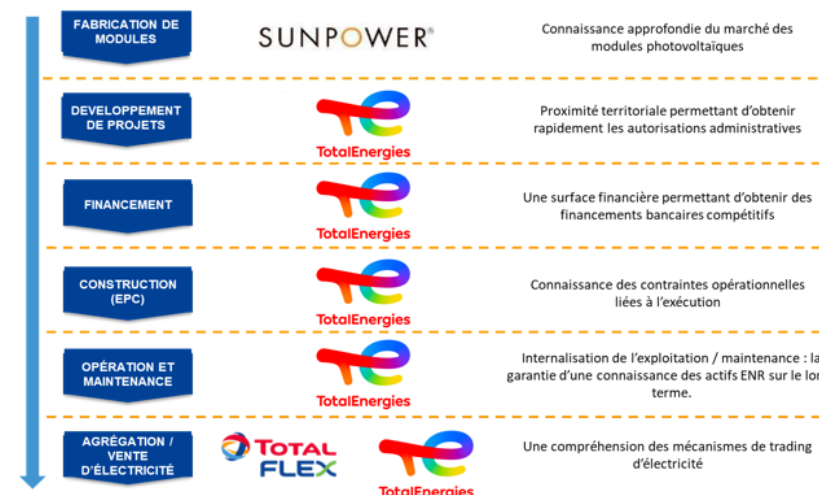 FABRICATION DE
MODULES
SUNPOWER®
Connaissance approfondie du marché des
modules photovoltaïques
DEVELOPPEMENT
DE PROJETS
TotalEnergies
Proximité territoriale permettant d'obtenir
rapidement les autorisations administratives
FINANCEMENT
TotalEnergies
Une surface financière permettant d'obtenir des
financements bancaires compétitifs
CONSTRUCTION
(EPC)
TotalEnergies
Connaissance des contraintes opérationnelles
liées à l'exécution
OPÉRATION ET
MAINTENANCE
TotalEnergies
Internalisation de l'exploitation / maintenance : la
garantie d'une connaissance des actifs ENR sur le lon
terme.
AGRÉGATION /
VENTE
D'ÉLECTRICITÉ
TOTAL
FLEX
TotalEnergies
Une compréhension des mécanismes de trading
d'électricité